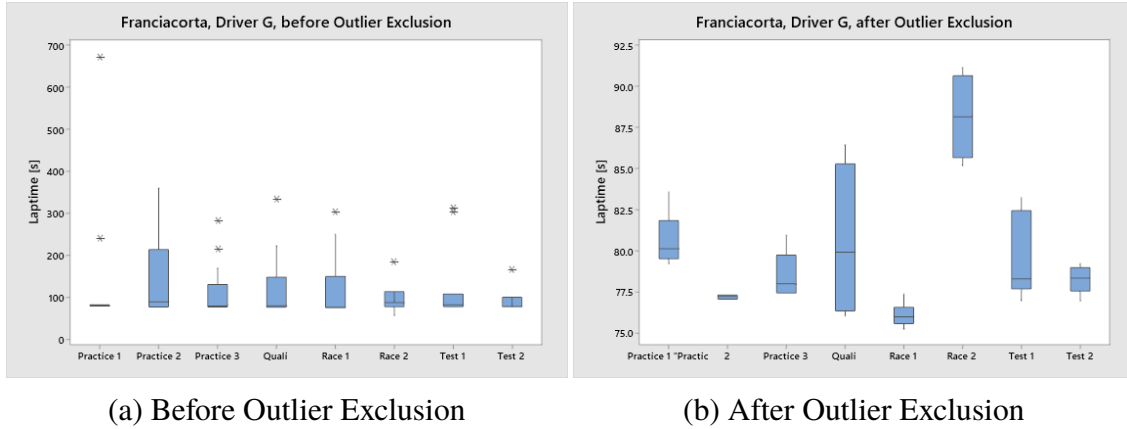 Franciacorta, Driver G, before Outlier Exclusion
Laptime [s]
700
600
500
400
300
200
100
0
Practice 1 Practice 2 Practice 3 Quali Race 1 Race 2 Test 1 Test 2
(a) Before Outlier Exclusion
Franciacorta, Driver G, after Outlier Exclusion
Laptime [s]
92.5
90.0
87.5
85.0
82.5
80.0
77.5
75.0
Practice 1 "Practic 2 Practice 3 Quali Race 1 Race 2 Test 1 Test 2
(b) After Outlier Exclusion